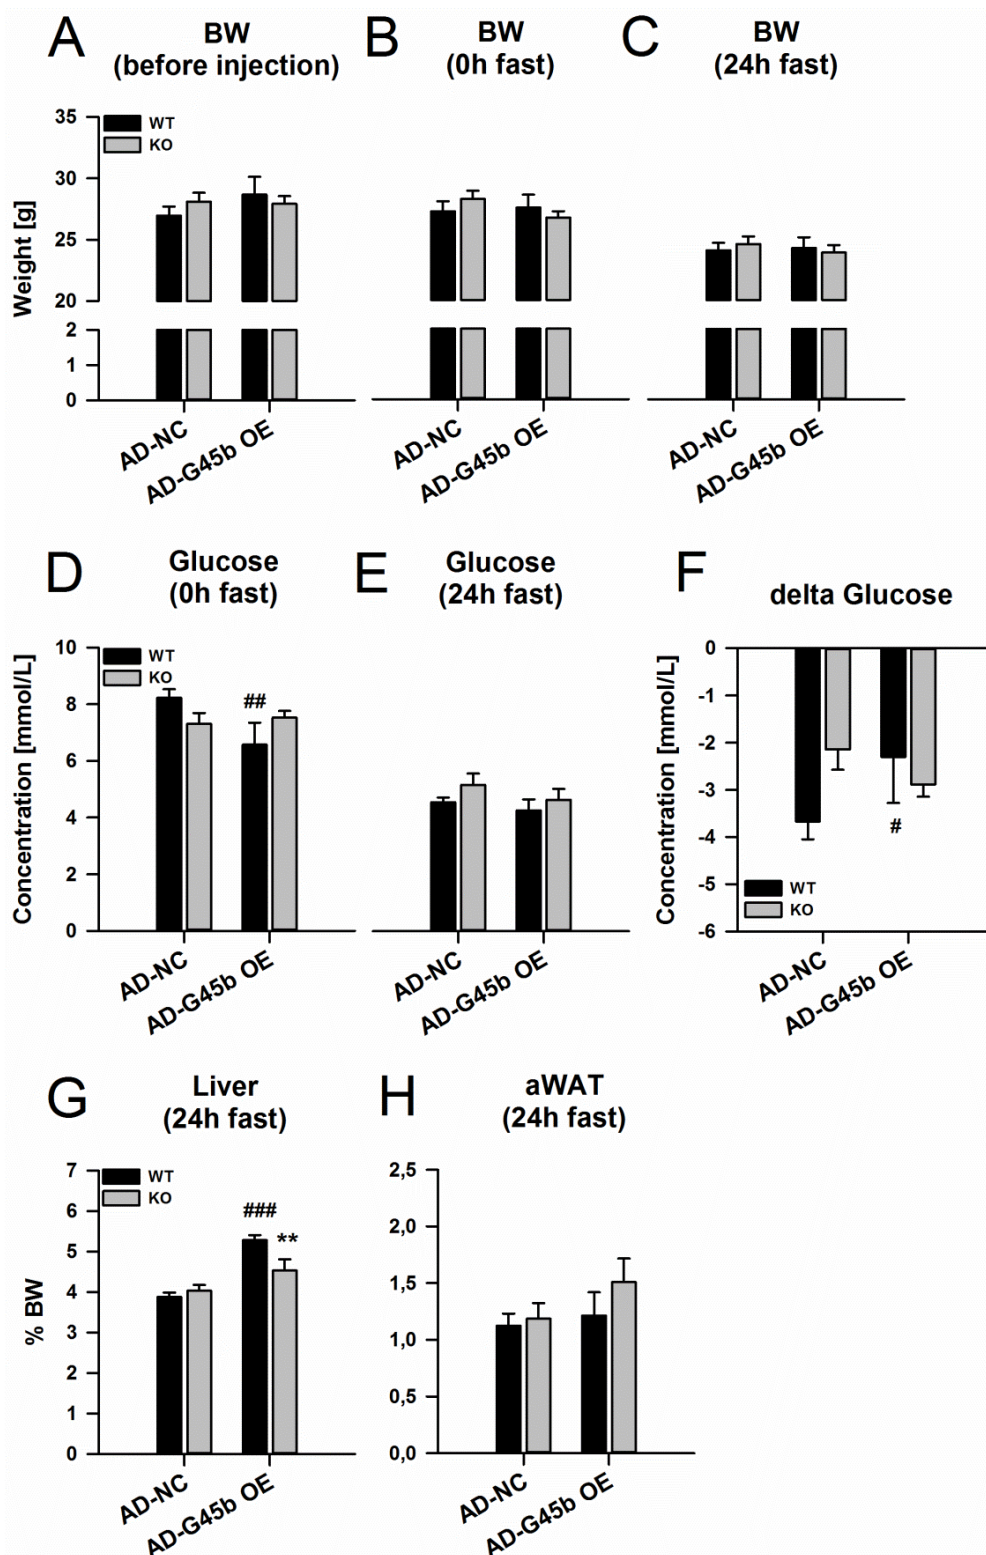 A
BW
(before injection)
B
BW
(0h fast)
C
BW
(24h fast)
Weight [g]
35
30
25
20
2
1
0
WT
KO
AD-NC
AD-G45b OE
AD-NC
AD-G45b OE
AD-NC
AD-G45b OE
D
Glucose
(0h fast)
E
Glucose
(24h fast)
F
delta Glucose
Concentration [mmol/L]
10
8
6
4
2
0
WT
KO
##
AD-NC
AD-G45b OE
AD-NC
AD-G45b OE
Concentration [mmol/L]
0
-1
-2
-3
-4
-5
-6
#
WT
KO
AD-NC
AD-G45b OE
G
Liver
(24h fast)
H
aWAT
(24h fast)
% BW
7
6
5
4
3
2
1
0
WT
KO
###
**
AD-NC
AD-G45b OE
2,5
2,0
1,5
1,0
0,5
0,0
AD-NC
AD-G45b OE